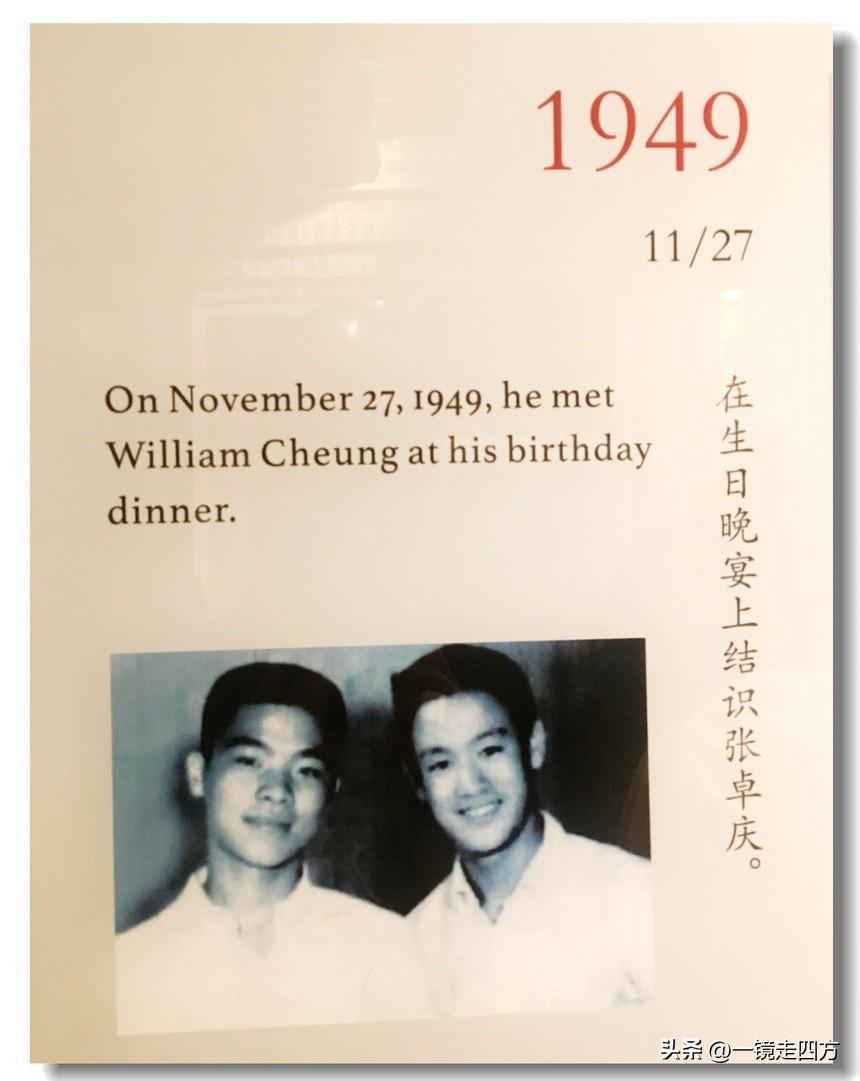 1949
11/27
On November 27, 1949, he met
William Cheung at his birthday
dinner.
在生日晚宴上结识张卓庆。
头条 @一镜走四方